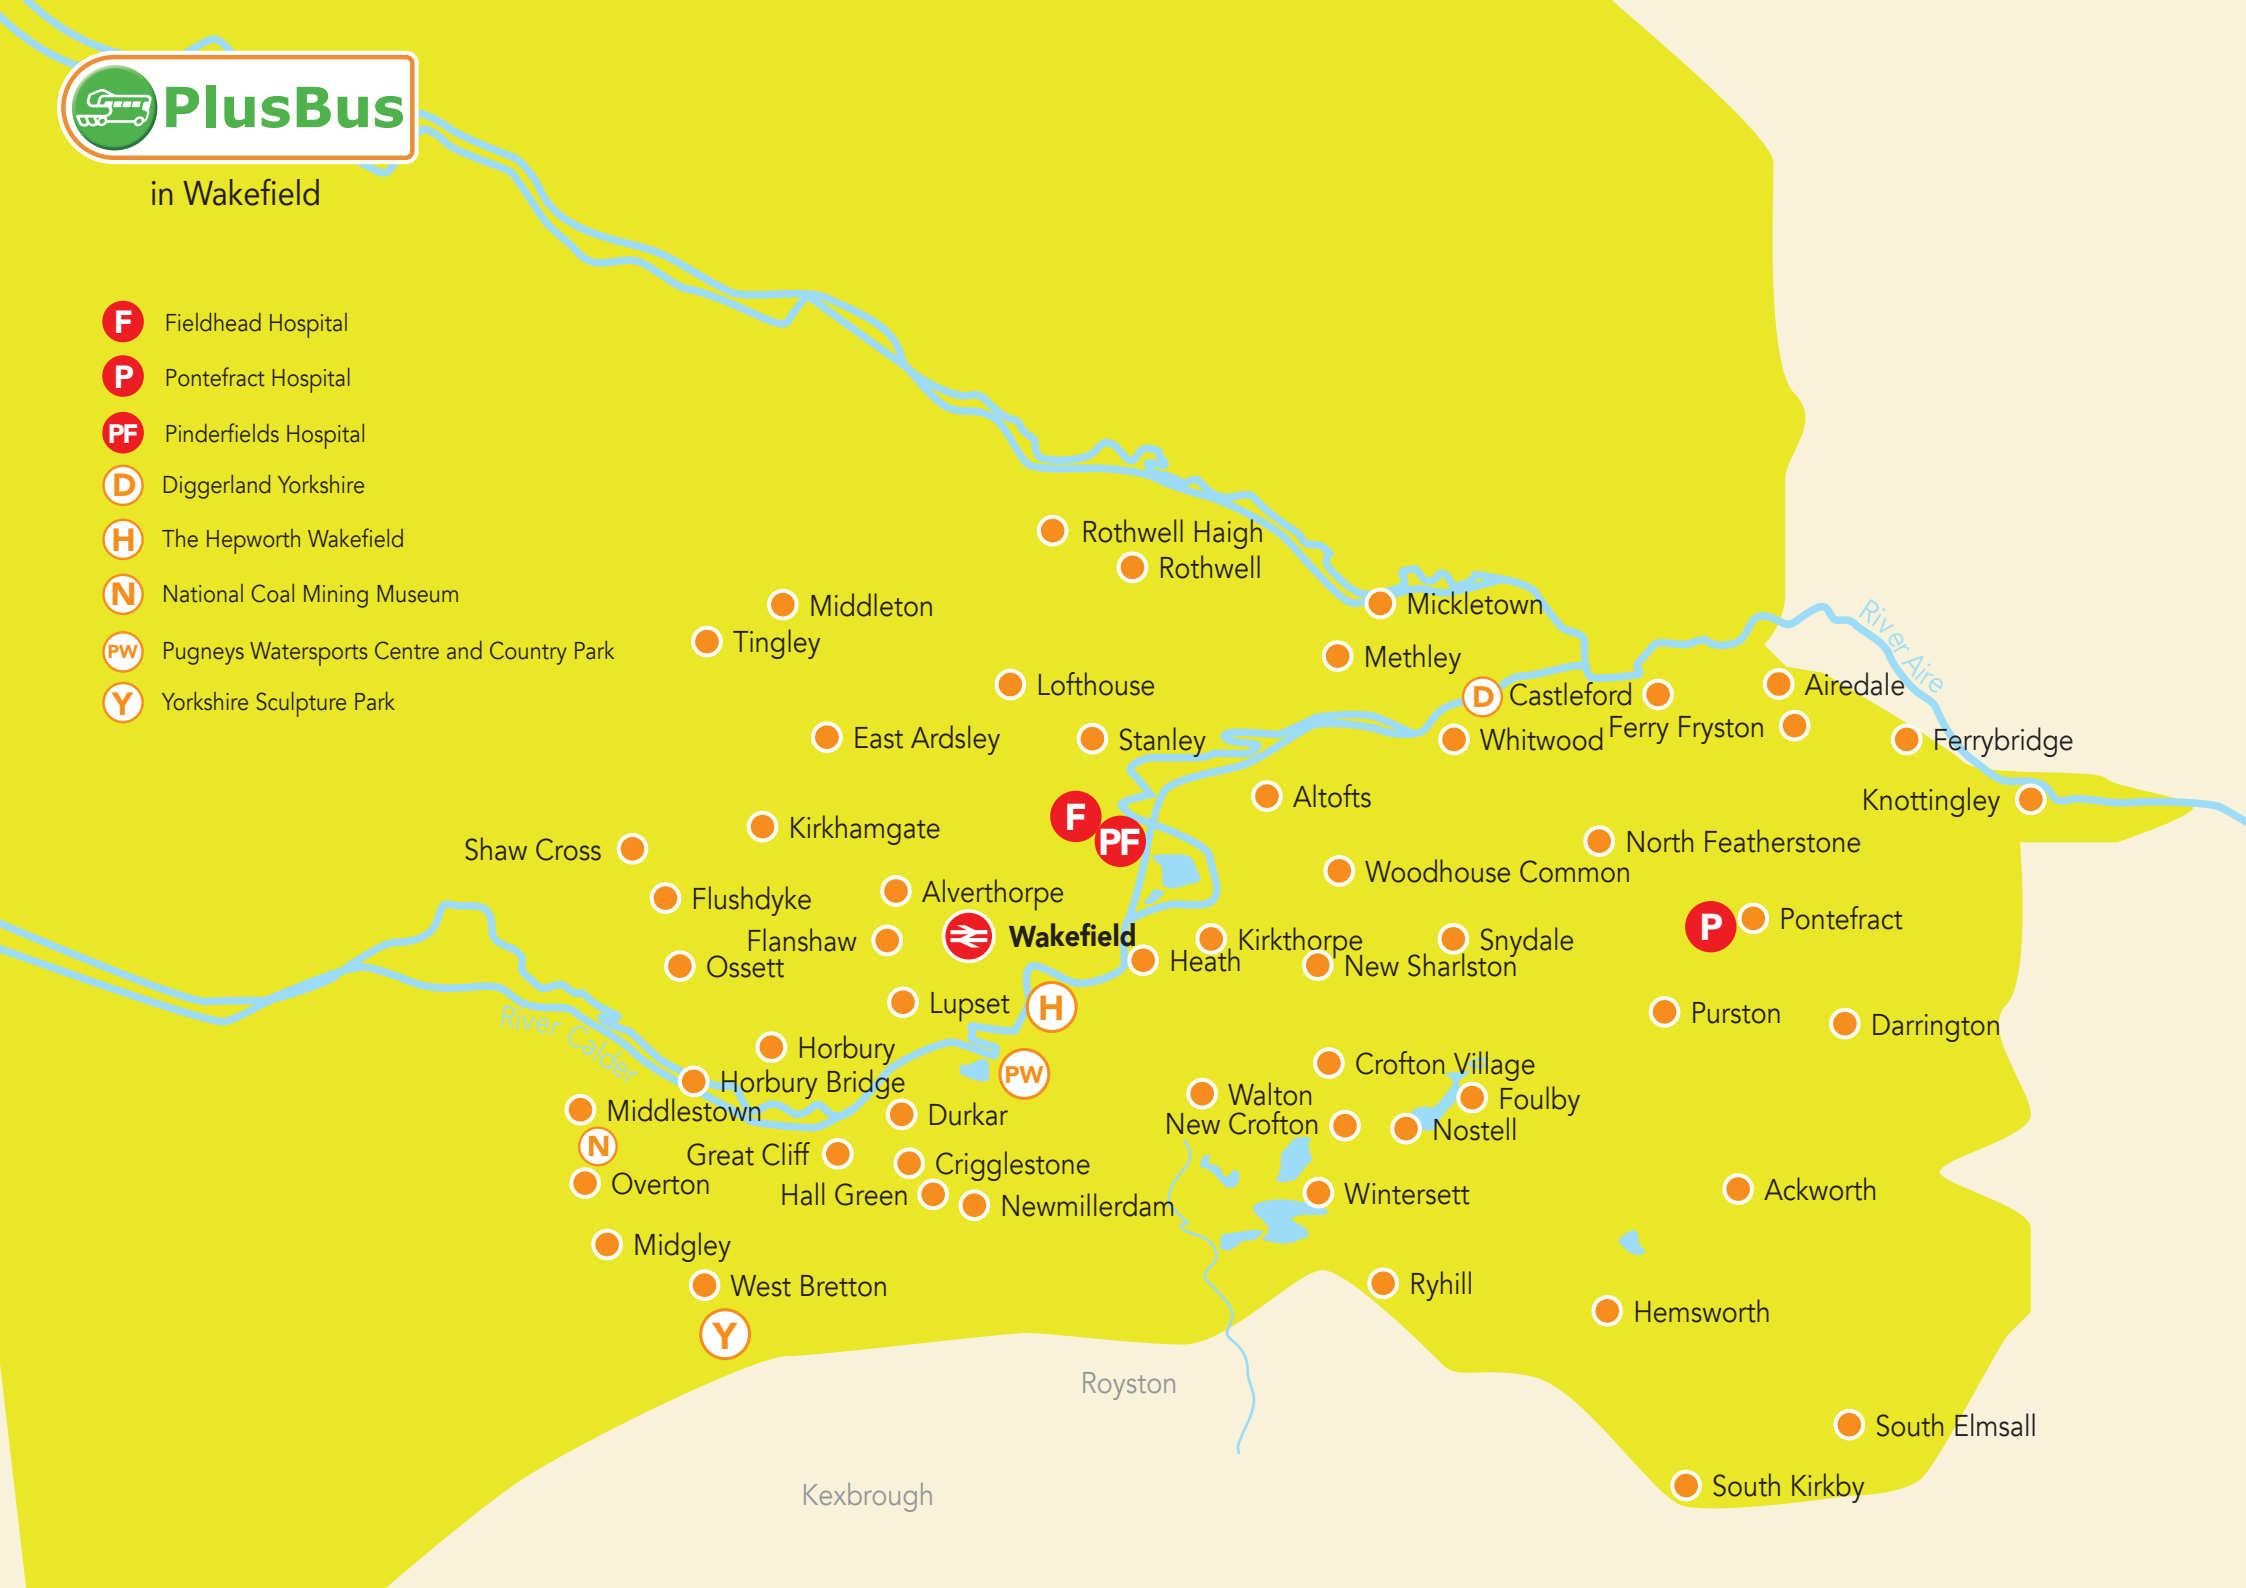 PlusBus
in Wakefield
F Fieldhead Hospital
P Pontefract Hospital
PF Pinderfields Hospital
D Diggerland Yorkshire
H The Hepworth Wakefield
N National Coal Mining Museum
PW Pugneys Watersports Centre and Country Park
Y Yorkshire Sculpture Park
Rothwell Haigh
Rothwell
Middleton
Mickletown
Tingley
Methley
River Aire
Lofthouse
D
Castleford
Airedale
East Ardsley
Stanley
Whitwood
Ferry Fryston
Ferrybridge
Altofts
Knottingley
F
PF
Kirkhamgate
Shaw Cross
North Featherstone
Woodhouse Common
Flushdyke
Alverthorpe
P
Pontefract
Flanshaw
Wakefield
Kirkthorpe
Snydale
Ossett
Heath
New Sharlston
Lupset
H
Purston
Darrington
River Calder
Horbury
PW
Crofton Village
Horbury Bridge
Walton
Foulby
Middlestown
Durkar
New Crofton
Nostell
N
Great Cliff
Crigglestone
Overton
Hall Green
Newmillerdam
Wintersett
Ackworth
Midgley
West Bretton
Ryhill
Hemsworth
Y
Royston
South Elmsall
Kexbrough
South Kirkby